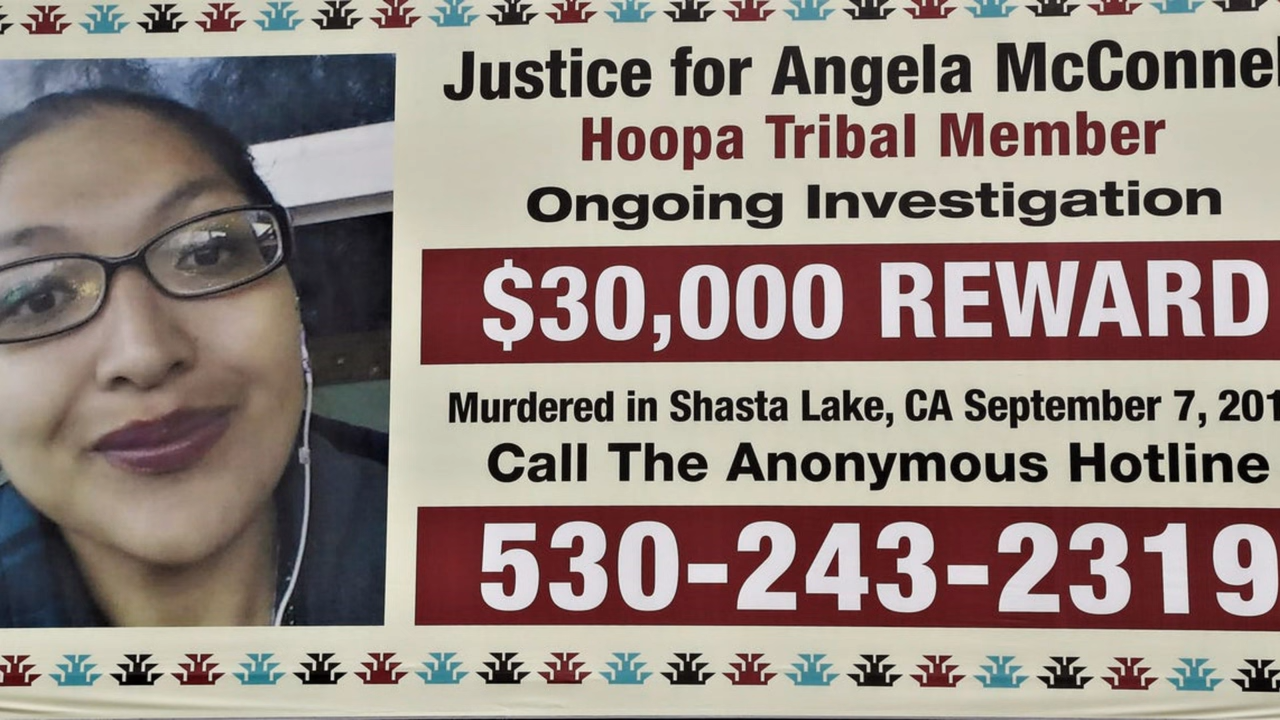 Justice for Angela McConnel
Hoopa Tribal Member
Ongoing Investigation
$30,000 REWARD
Murdered in Shasta Lake, CA September 7, 201
Call The Anonymous Hotline
530-243-2319